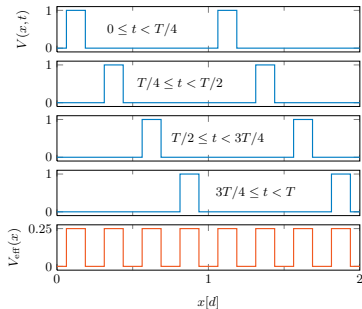 1
0
V(x,t)
0 ≤ t < T/4
1
0
T/4 ≤ t < T/2
1
0
T/2 ≤ t < 3T/4
1
0
3T/4 ≤ t < T
0.25
0
V_eff(x)
0 1 2
x[d]